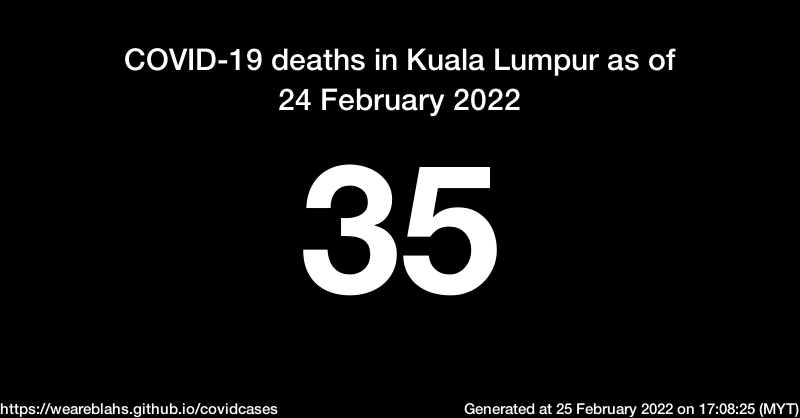 COVID-19 deaths in Kuala Lumpur as of
24 February 2022
35
https://weareblahs.github.io/covidcases
Generated at 25 February 2022 on 17:08:25 (MYT)